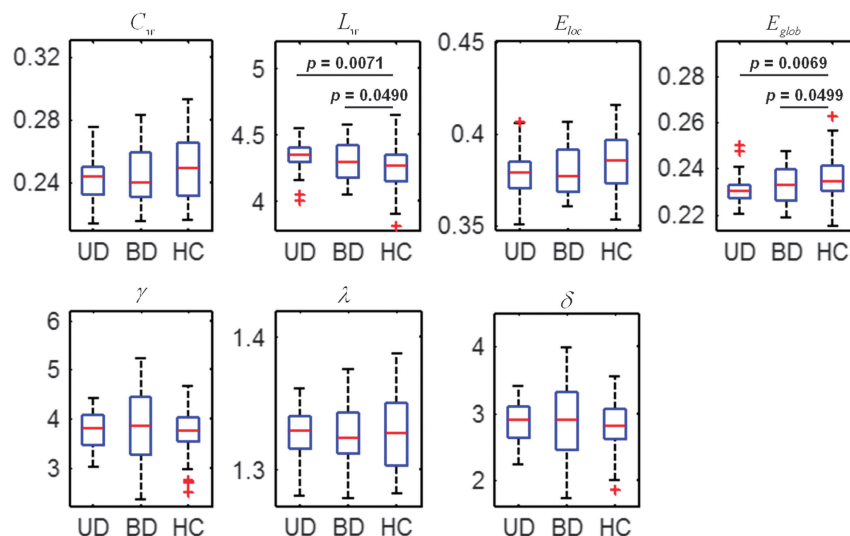 C_w L_w E_loc E_glob
0.32 0.28 0.24
5 4.5 4
p = 0.0071
p = 0.0490
0.45 0.4 0.35
0.28 0.26 0.24 0.22
p = 0.0069
p = 0.0499
UD BD HC UD BD HC UD BD HC UD BD HC
γ λ δ
6 5 4 3
1.4 1.3
4 3 2
UD BD HC UD BD HC UD BD HC